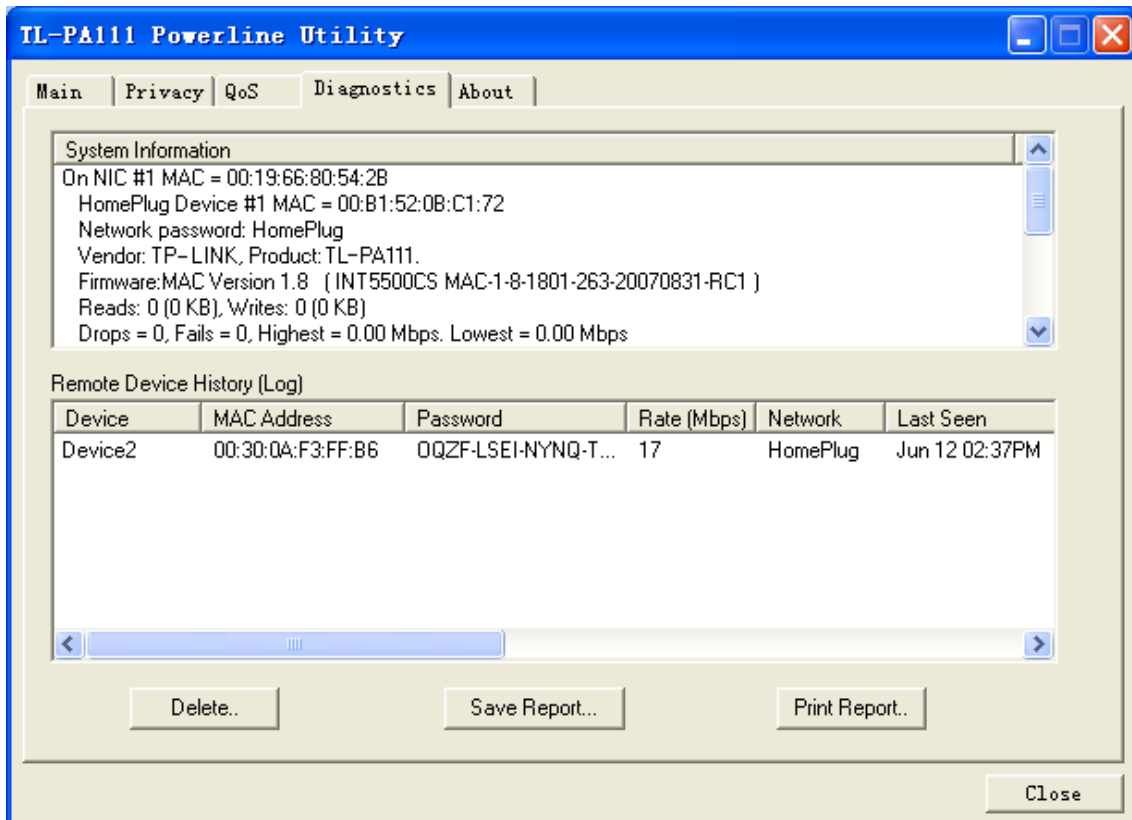 TL-PA111 Powerline Utility
Main Privacy QoS Diagnostics About
System Information
On NIC #1 MAC = 00:19:66:80:54:2B
HomePlug Device #1 MAC = 00:B1:52:0B:C1:72
Network password: HomePlug
Vendor: TP-LINK, Product: TL-PA111.
Firmware:MAC Version 1.8 ( INT5500CS MAC-1-8-1801-263-20070831-RC1 )
Reads: 0 (0 KB), Writes: 0 (0 KB)
Drops = 0, Fails = 0, Highest = 0.00 Mbps. Lowest = 0.00 Mbps
Remote Device History (Log)
Device MAC Address Password Rate (Mbps) Network Last Seen
Device2 00:30:0A:F3:FF:B6 OQZF-LSEI-NYNQ-T... 17 HomePlug Jun 12 02:37PM
Delete.. Save Report... Print Report..
Close